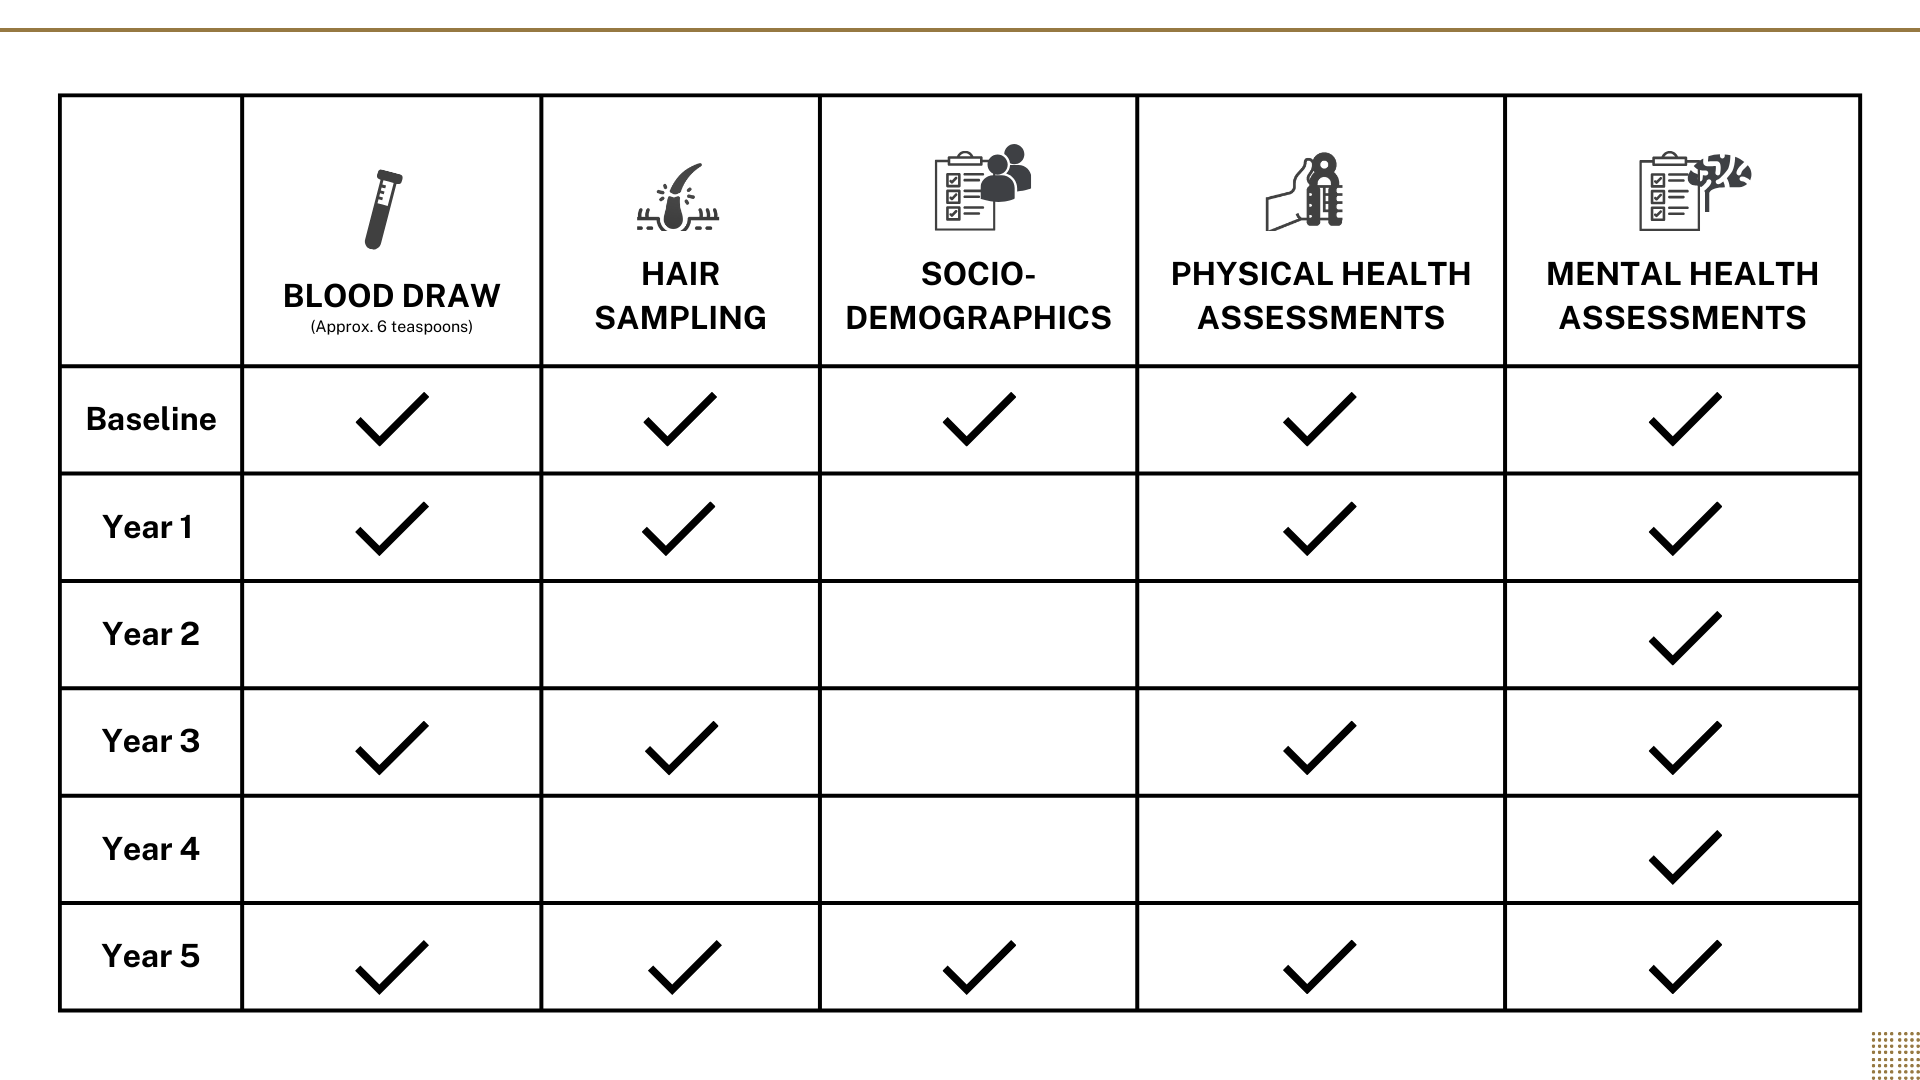 BLOOD DRAW
(Approx. 6 teaspoons)
HAIR
SAMPLING
SOCIO-
DEMOGRAPHICS
PHYSICAL HEALTH
ASSESSMENTS
MENTAL HEALTH
ASSESSMENTS
Baseline
Year 1
Year 2
Year 3
Year 4
Year 5